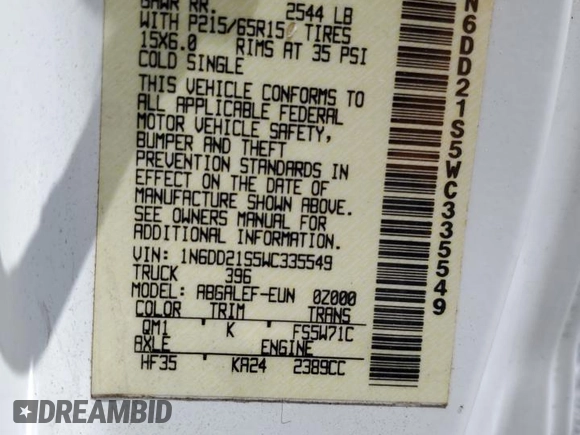 GAWR RR. 2544 LB
WITH P215/65R15 TIRES
15X6.0 RIMS AT 35 PSI
COLD SINGLE
THIS VEHICLE CONFORMS TO
ALL APPLICABLE FEDERAL
MOTOR VEHICLE SAFETY,
BUMPER AND THEFT
PREVENTION STANDARDS IN
EFFECT ON THE DATE OF
MANUFACTURE SHOWN ABOVE.
SEE OWNERS MANUAL FOR
ADDITIONAL INFORMATION.
VIN: 1N6DD21S5WC335549
TRUCK 396
MODEL: ABGALEF-EUN 0Z000
COLOR TRIM TRANS
QM1 K FS5W71C
AXLE ENGINE
HF35 KA24 2389CC
N6DD21S5WC335549
DREAMBID